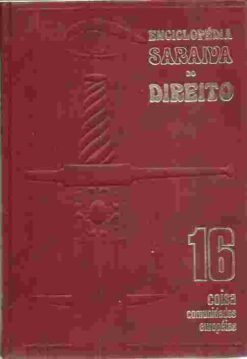 ENCICLOPÉDIA
SARAIVA
DO
DIREITO
16
coisa
comunidades
européias